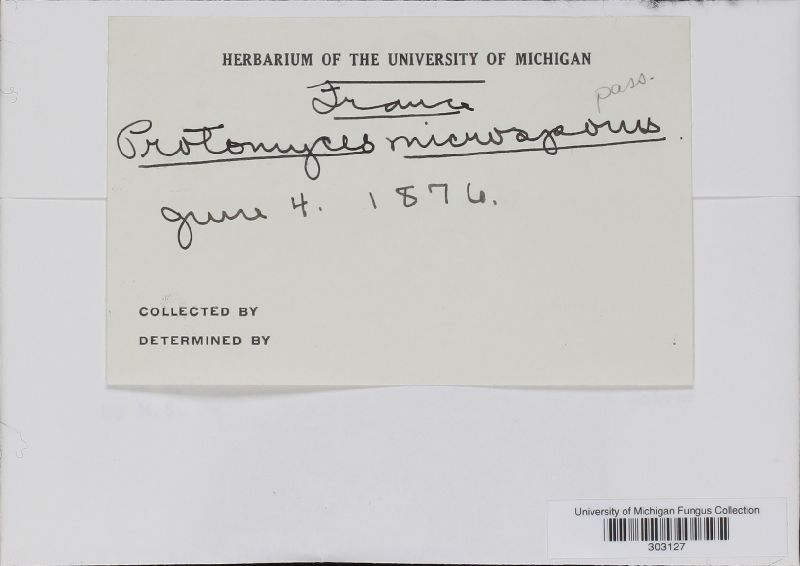 HERBARIUM OF THE UNIVERSITY OF MICHIGAN
France
pass.
Protomyces microsporus.
June 4. 1876.
COLLECTED BY
DETERMINED BY
University of Michigan Fungus Collection
303127